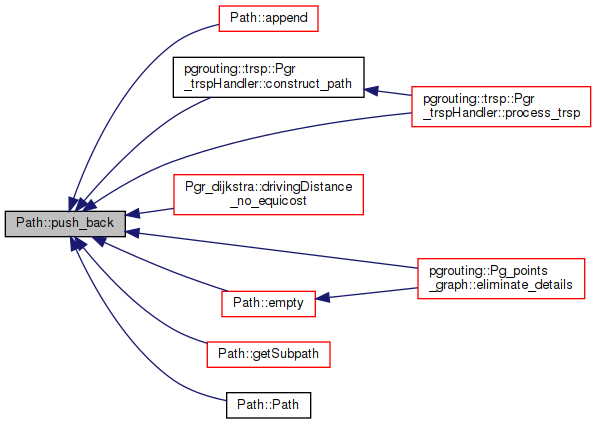 Path::append
pgrouting::trsp::Pgr
_trspHandler::construct_path
pgrouting::trsp::Pgr
_trspHandler::process_trsp
Pgr_dijkstra::drivingDistance
_no_equicost
Path::push_back
pgrouting::Pg_points
_graph::eliminate_details
Path::empty
Path::getSubpath
Path::Path